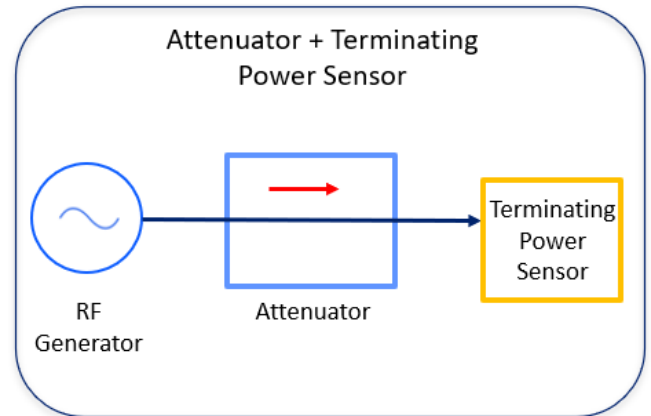 Attenuator + Terminating
Power Sensor
Terminating
Power
Sensor
RF
Generator
Attenuator